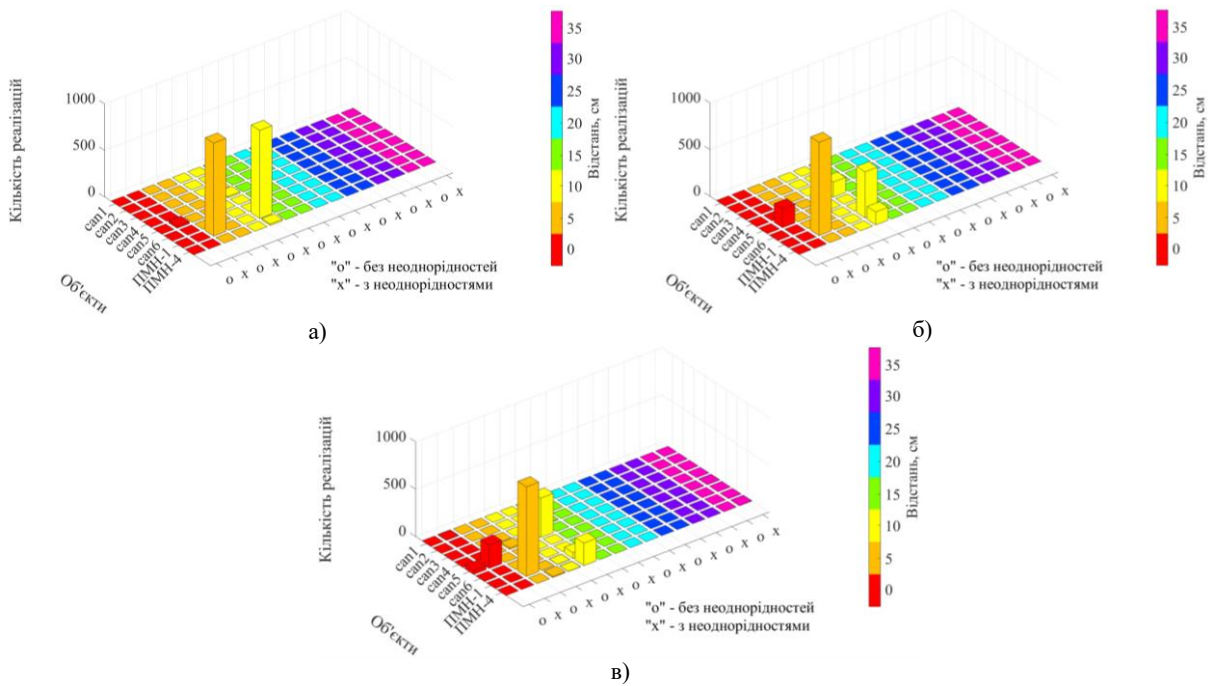 Кількість реалізацій
1000
500
0
can1
can2
can3
can4
can5
can6
ПМН-1
ПМН-4
Об'єкти
о х о х о х о х о х о х о х о х
"о" - без неоднорідностей
"х" - з неоднорідностями
35
30
25
20
15
10
5
0
Відстань, см
а)
Кількість реалізацій
1000
500
0
can1
can2
can3
can4
can5
can6
ПМН-1
ПМН-4
Об'єкти
о х о х о х о х о х о х о х о х
"о" - без неоднорідностей
"х" - з неоднорідностями
35
30
25
20
15
10
5
0
Відстань, см
б)
Кількість реалізацій
1000
500
0
can1
can2
can3
can4
can5
can6
ПМН-1
ПМН-4
Об'єкти
о х о х о х о х о х о х о х о х
"о" - без неоднорідностей
"х" - з неоднорідностями
35
30
25
20
15
10
5
0
Відстань, см
в)